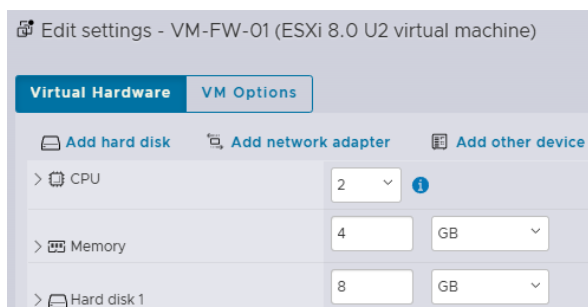 Edit settings - VM-FW-01 (ESXi 8.0 U2 virtual machine)
Virtual Hardware VM Options
Add hard disk Add network adapter Add other device
CPU 2
Memory 4 GB
Hard disk 1 8 GB